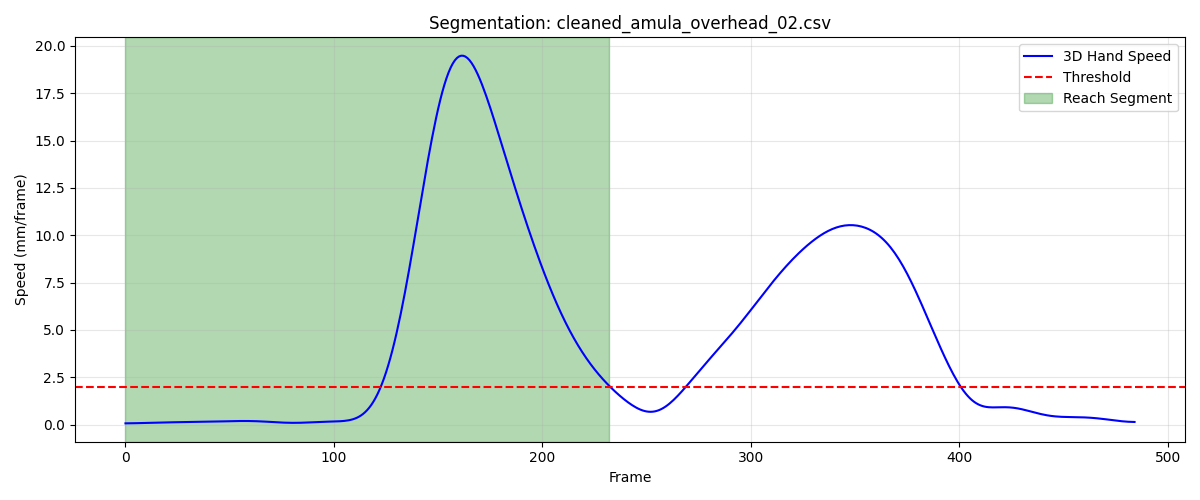 Segmentation: cleaned_amula_overhead_02.csv
20.0
17.5
15.0
12.5
10.0
7.5
5.0
2.5
0.0
Speed (mm/frame)
3D Hand Speed
Threshold
Reach Segment
0 100 200 300 400 500
Frame